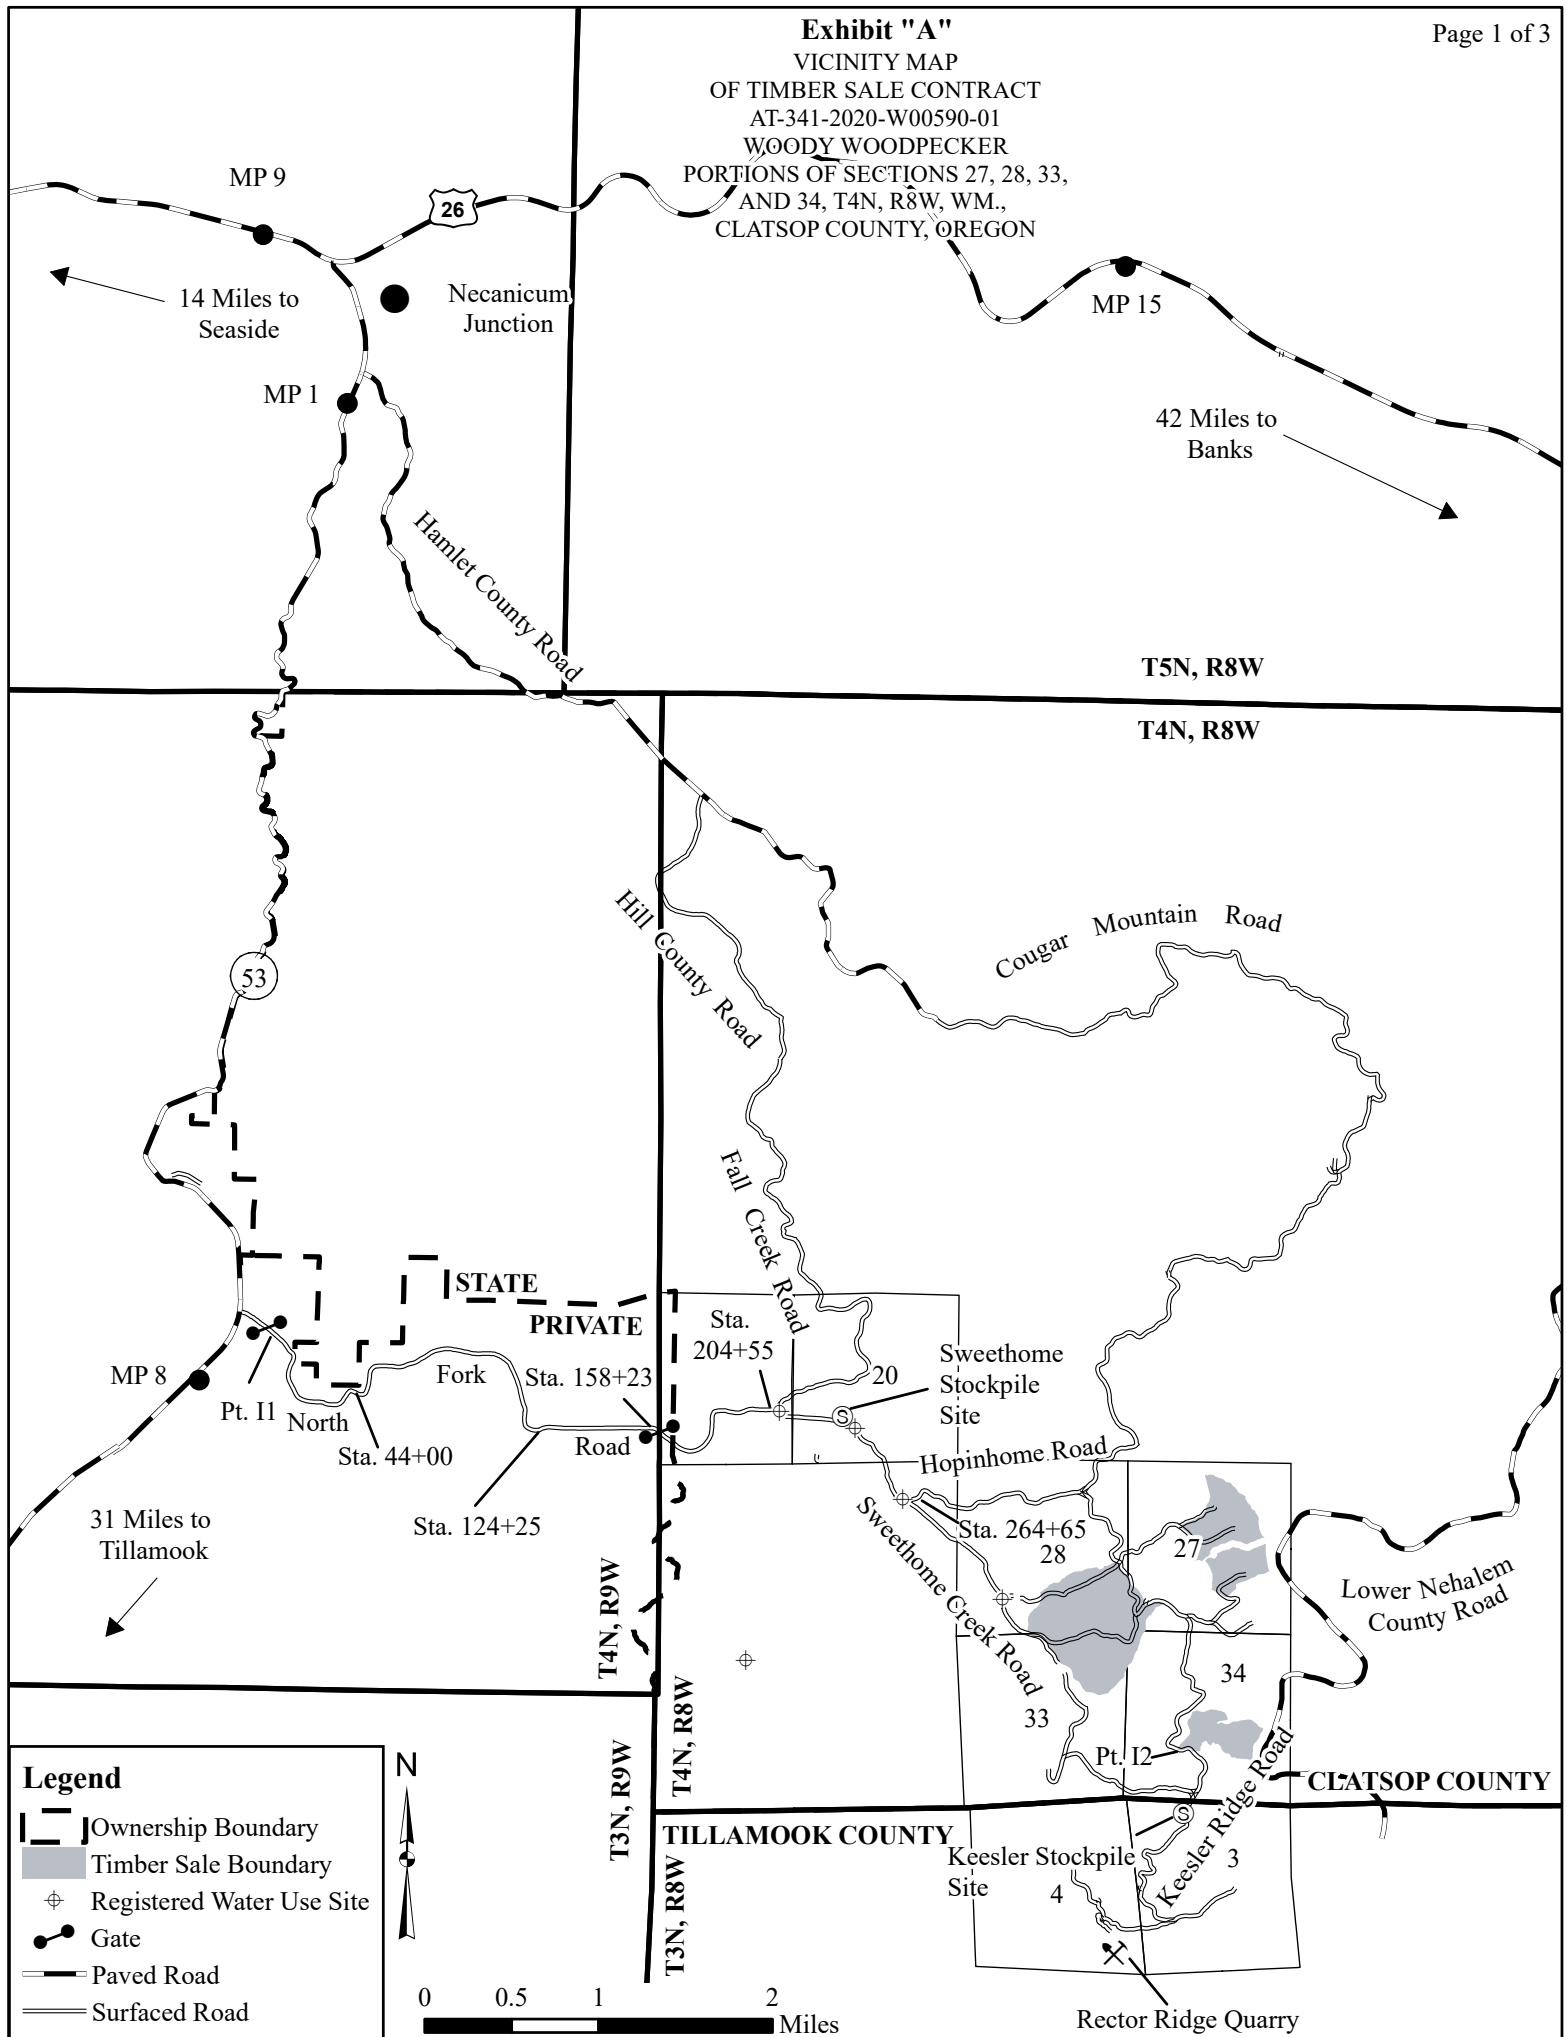 Exhibit "A"
Page 1 of 3
VICINITY MAP
OF TIMBER SALE CONTRACT
AT-341-2020-W00590-01
WOODY WOODPECKER
PORTIONS OF SECTIONS 27, 28, 33,
AND 34, T4N, R8W, WM.,
CLATSOP COUNTY, OREGON
MP 9
26
14 Miles to
Seaside
Necanicum
Junction
MP 15
MP 1
42 Miles to
Banks
Hamlet County Road
T5N, R8W
T4N, R8W
Hill County Road
Cougar Mountain Road
53
Fall Creek Road
STATE
PRIVATE
Sta.
204+55
MP 8
Pt. I1
North
Fork
Road
Sta. 158+23
20
Sweethome
Stockpile
Site
S
Sta. 44+00
Hopinhome Road
Sta. 124+25
31 Miles to
Tillamook
Sta. 264+65
28
27
Sweethome Creek Road
Lower Nehalem
County Road
T4N, R9W
T4N, R8W
34
33
Pt. I2
Keesler Ridge Road
CLATSOP COUNTY
TILLAMOOK COUNTY
T3N, R9W
T3N, R8W
S
Keesler Stockpile
Site
3
4
Rector Ridge Quarry
N
Legend
Ownership Boundary
Timber Sale Boundary
Registered Water Use Site
Gate
Paved Road
Surfaced Road
0 0.5 1 2
Miles